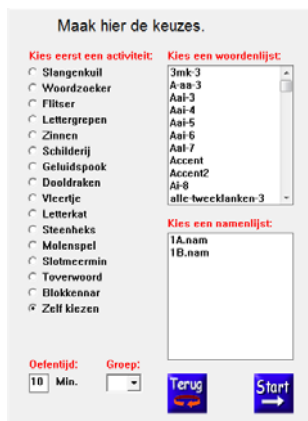 Maak hier de keuzes.
Kies eerst een activiteit:
Slangenkuil
Woordzoeker
Flitser
Lettergrepen
Zinnen
Schilderij
Geluidspook
Dooldraken
Vleertje
Letterkat
Steenheks
Molenspel
Slotmeermin
Toverwoord
Blokkennar
Zelf kiezen
Kies een woordenlijst:
3mk-3
A-aa-3
Aai-3
Aai-4
Aai-5
Aai-6
Aal-7
Accent
Accent2
Ai-8
alle-tweeklanken-3
Kies een namenlijst:
1A.nam
1B.nam
Oefentijd:
10 Min.
Groep:
Terug
Start